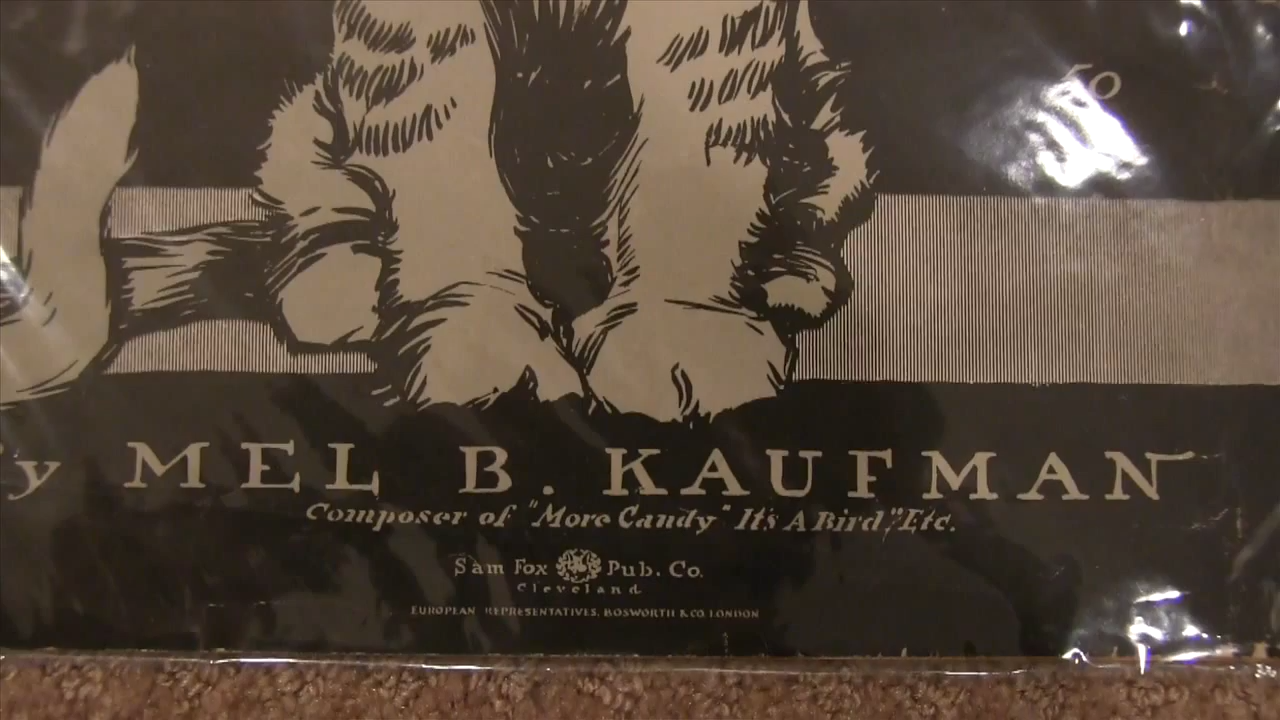 50
y MEL B. KAUFMAN
Composer of "More Candy" It's A Bird," Etc.
Sam Fox Pub. Co.
Cleveland
EUROPEAN REPRESENTATIVES, BOSWORTH & CO. LONDON